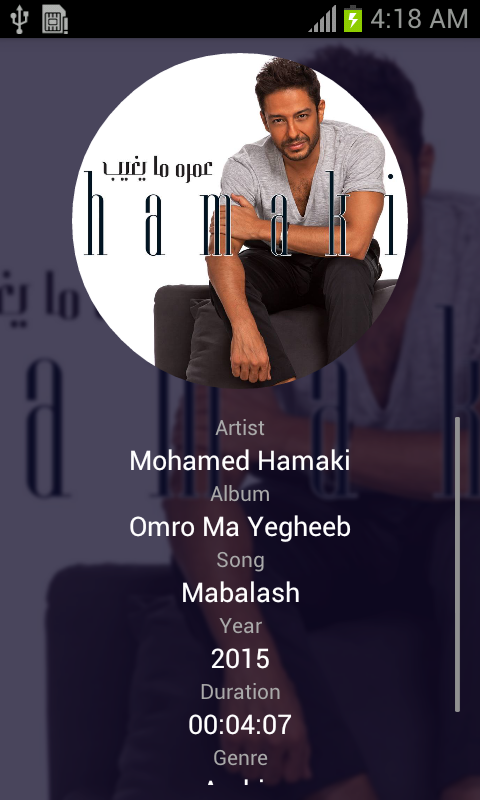 4:18 AM
عمره ما يغيب
hamaki
Artist
Mohamed Hamaki
Album
Omro Ma Yegheeb
Song
Mabalash
Year
2015
Duration
00:04:07
Genre